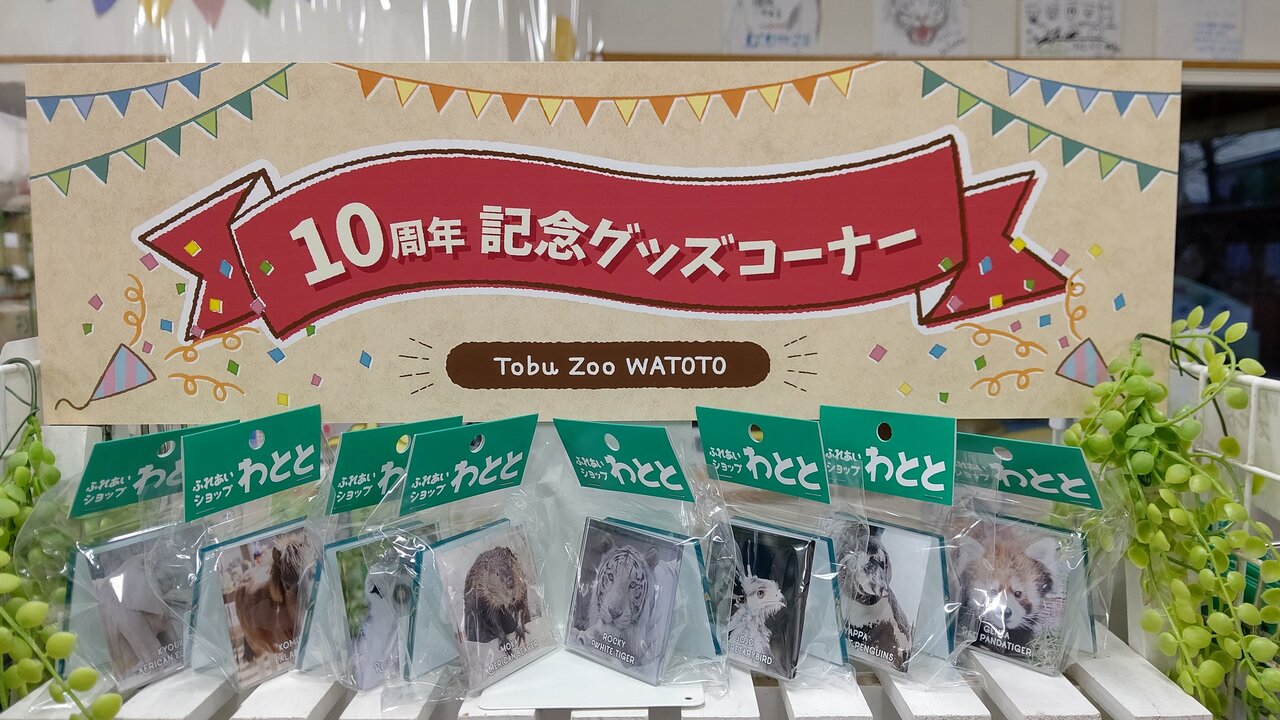 10周年 記念グッズコーナー
Tobu Zoo WATOTO
ふれあい
ショップ わとと
ふれあい
ショップ わとと
ふれあい
ショップ わとと
ふれあい
ショップ わとと
ふれあい
ショップ わとと
ふれあい
ショップ わとと
ふれあい
ショップ わとと
ふれあい
ショップ わとと
AFRICAN
ROCKY
WHITE TIGER
PENGUINS